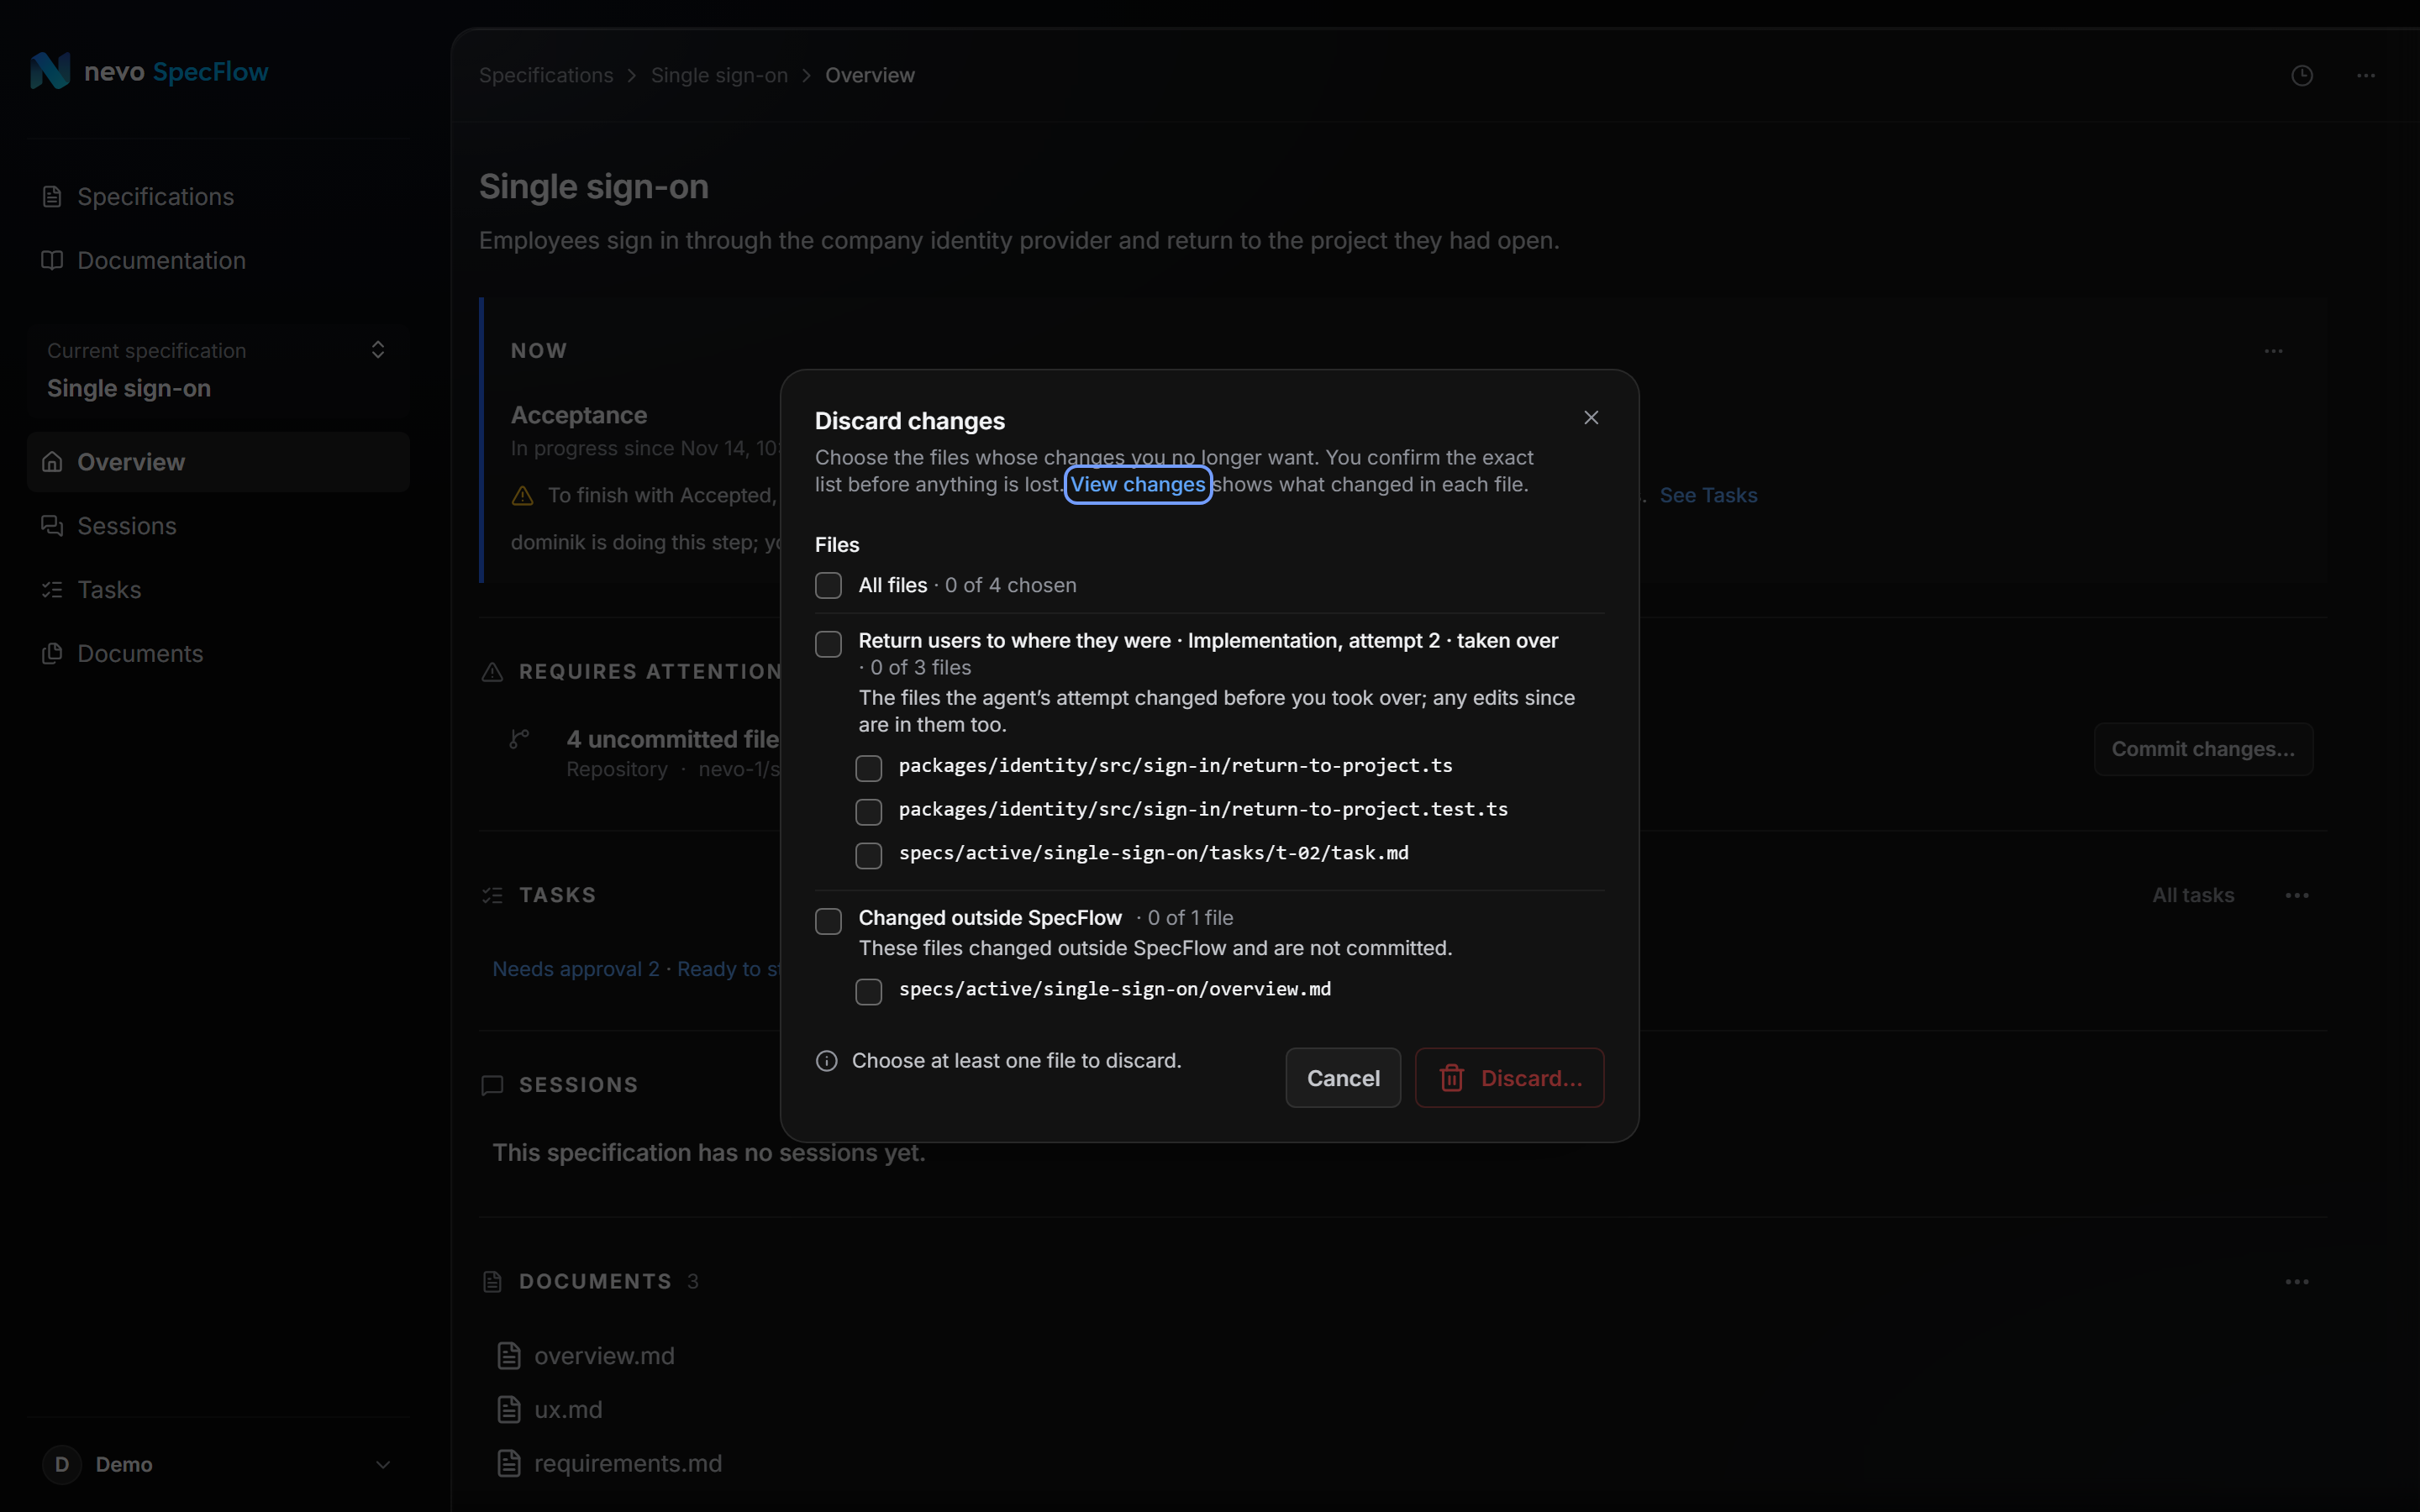 nevo SpecFlow
Specifications
Documentation
Current specification
Single sign-on
Overview
Sessions
Tasks
Documents
D Demo
Specifications > Single sign-on > Overview
Single sign-on
Employees sign in through the company identity provider and return to the project they had open.
NOW
Acceptance
In progress since Nov 14, 10:
To finish with Accepted,
. See Tasks
dominik is doing this step; yo
REQUIRES ATTENTION
4 uncommitted file
Repository · nevo-1/s
Commit changes...
TASKS
All tasks
Needs approval 2 · Ready to st
SESSIONS
This specification has no sessions yet.
DOCUMENTS 3
overview.md
ux.md
requirements.md
Discard changes
Choose the files whose changes you no longer want. You confirm the exact
list before anything is lost. View changes shows what changed in each file.
Files
All files · 0 of 4 chosen
Return users to where they were · Implementation, attempt 2 · taken over
· 0 of 3 files
The files the agent’s attempt changed before you took over; any edits since
are in them too.
packages/identity/src/sign-in/return-to-project.ts
packages/identity/src/sign-in/return-to-project.test.ts
specs/active/single-sign-on/tasks/t-02/task.md
Changed outside SpecFlow · 0 of 1 file
These files changed outside SpecFlow and are not committed.
specs/active/single-sign-on/overview.md
Choose at least one file to discard.
Cancel
Discard...